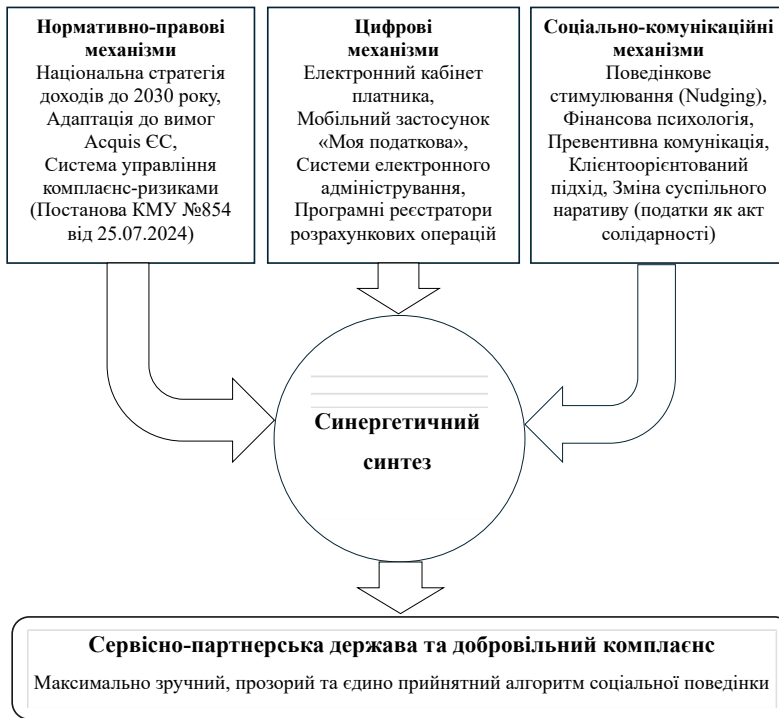 Нормативно-правові
механізми
Національна стратегія
доходів до 2030 року,
Адаптація до вимог
Acquis ЄС,
Система управління
комплаєнс-ризиками
(Постанова КМУ №854
від 25.07.2024)
Цифрові
механізми
Електронний кабінет
платника,
Мобільний застосунок
«Моя податкова»,
Системи електронного
адміністрування,
Програмні реєстратори
розрахункових операцій
Соціально-комунікаційні
механізми
Поведінкове
стимулювання (Nudging),
Фінансова психологія,
Превентивна комунікація,
Клієнтоорієнтований
підхід, Зміна суспільного
наративу (податки як акт
солідарності)
Синергетичний
синтез
Сервісно-партнерська держава та добровільний комплаєнс
Максимально зручний, прозорий та єдино прийнятний алгоритм соціальної поведінки